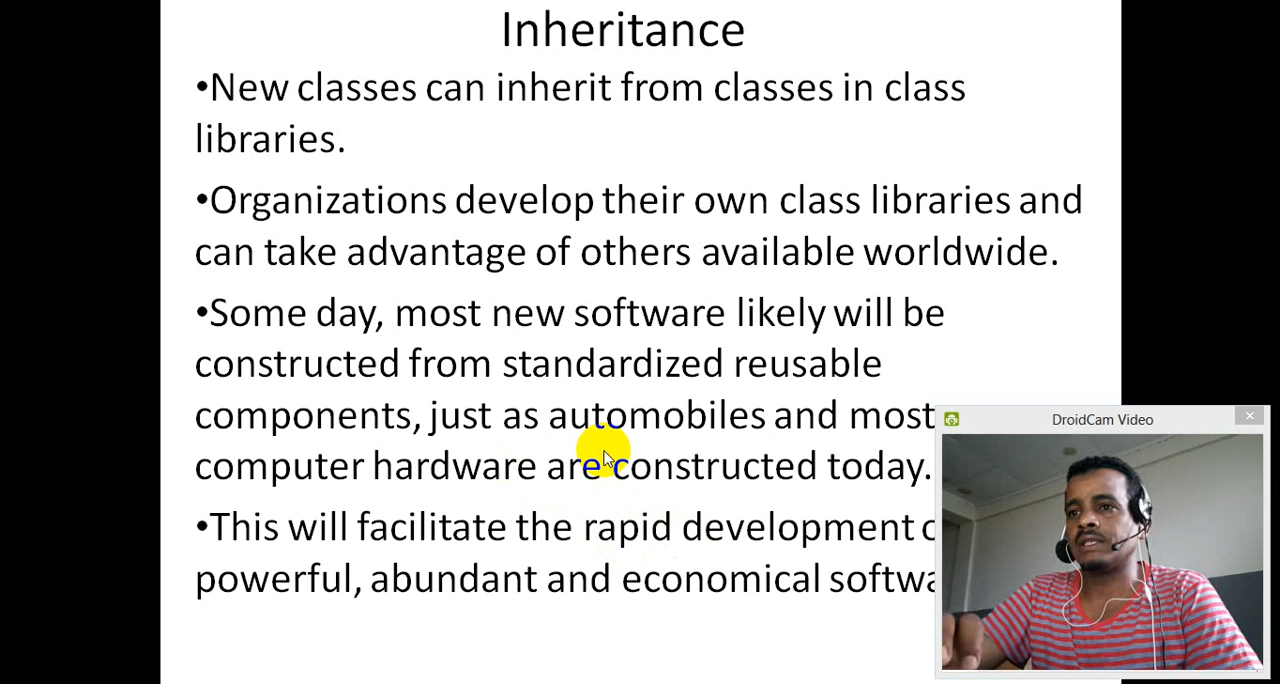 Inheritance
•New classes can inherit from classes in class
libraries.
•Organizations develop their own class libraries and
can take advantage of others available worldwide.
•Some day, most new software likely will be
constructed from standardized reusable
components, just as automobiles and most
computer hardware are constructed today.
•This will facilitate the rapid development
powerful, abundant and economical
DroidCam Video